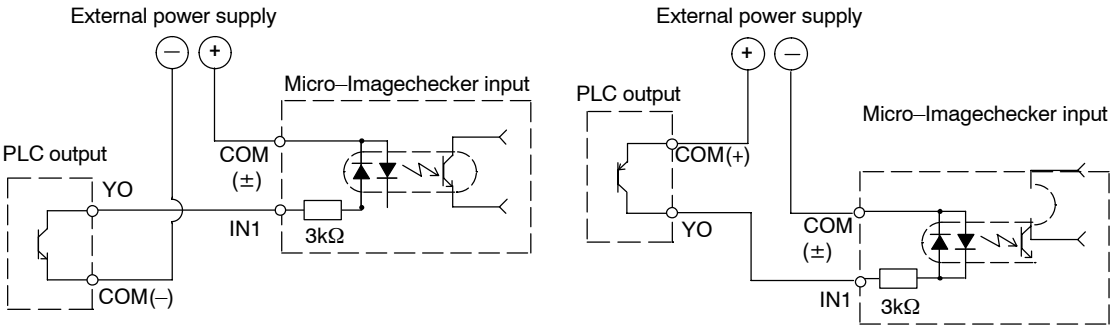 External power supply
−
+
Micro–Imagechecker input
PLC output
YO
COM
(±)
IN1
3kΩ
COM(–)
External power supply
+
−
PLC output
Micro–Imagechecker input
COM(+)
YO
COM
(±)
IN1
3kΩ